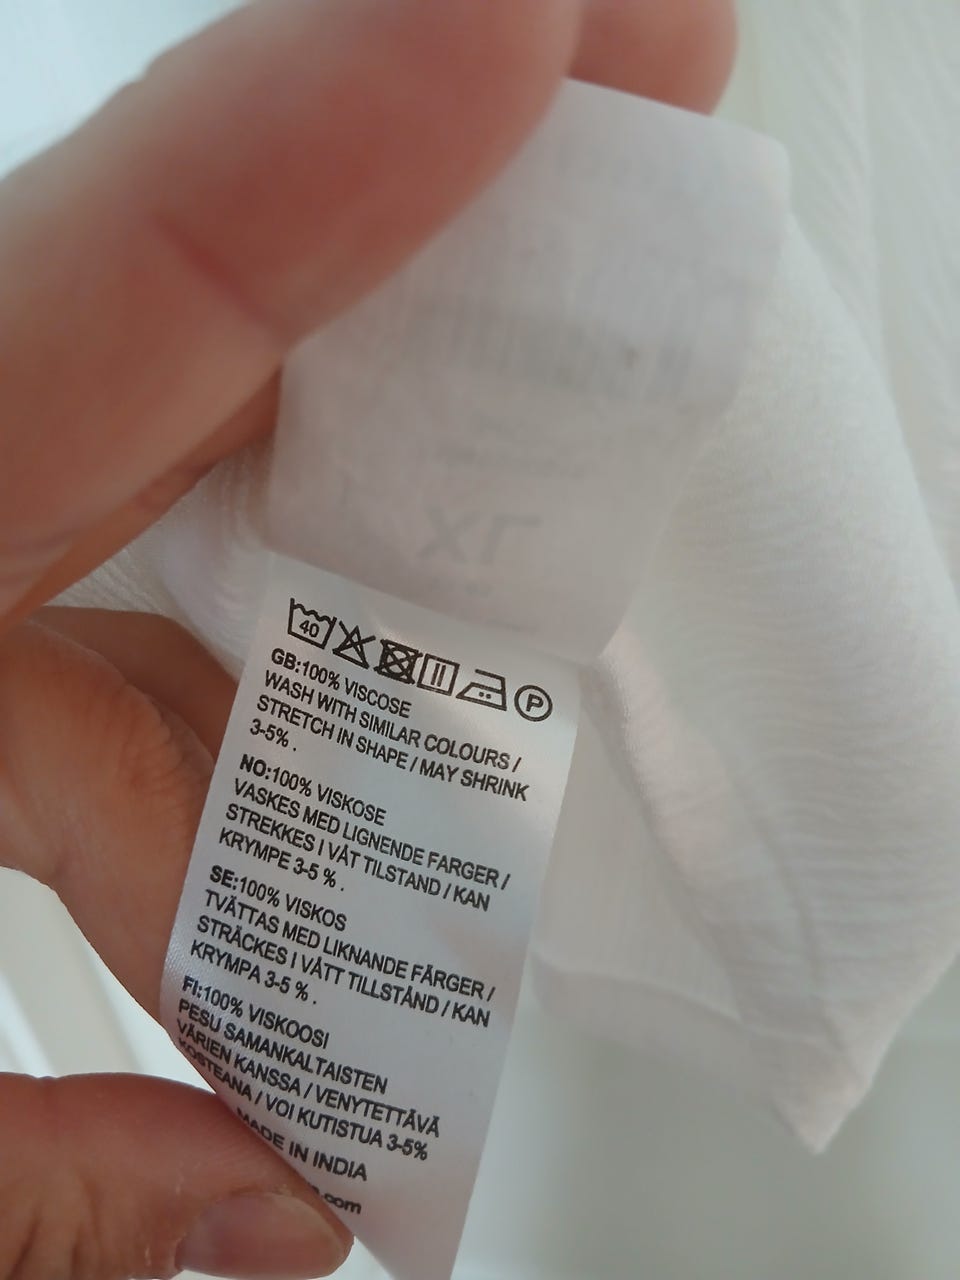 XL
40
P
GB:100% VISCOSE
WASH WITH SIMILAR COLOURS /
STRETCH IN SHAPE / MAY SHRINK
3-5% .
NO:100% VISKOSE
VASKES MED LIGNENDE FARGER /
STREKKES I VÅT TILSTAND / KAN
KRYMPE 3-5 % .
SE:100% VISKOS
TVÄTTAS MED LIKNANDE FÄRGER /
STRÄCKES I VÅTT TILLSTÅND / KAN
KRYMPA 3-5 % .
FI:100% VISKOOSI
PESU SAMANKALTAISTEN
VÄRIEN KANSSA / VENYTETTÄVÄ
KOSTEANA / VOI KUTISTUA 3-5%
MADE IN INDIA
.com